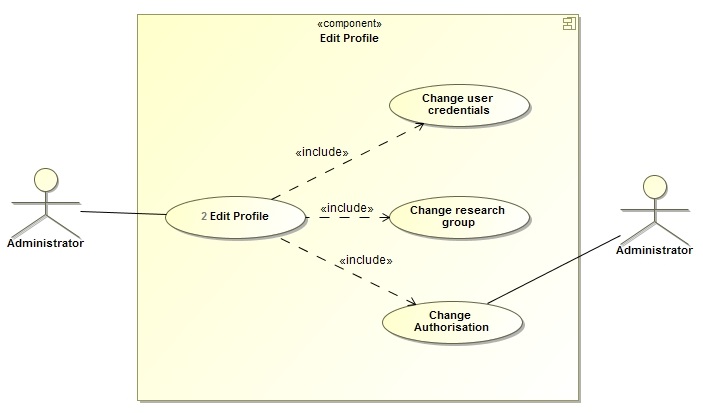 «component»
Edit Profile
Change user
credentials
«include»
2 Edit Profile
«include»
Change research
group
Administrator
Administrator
«include»
Change
Authorisation